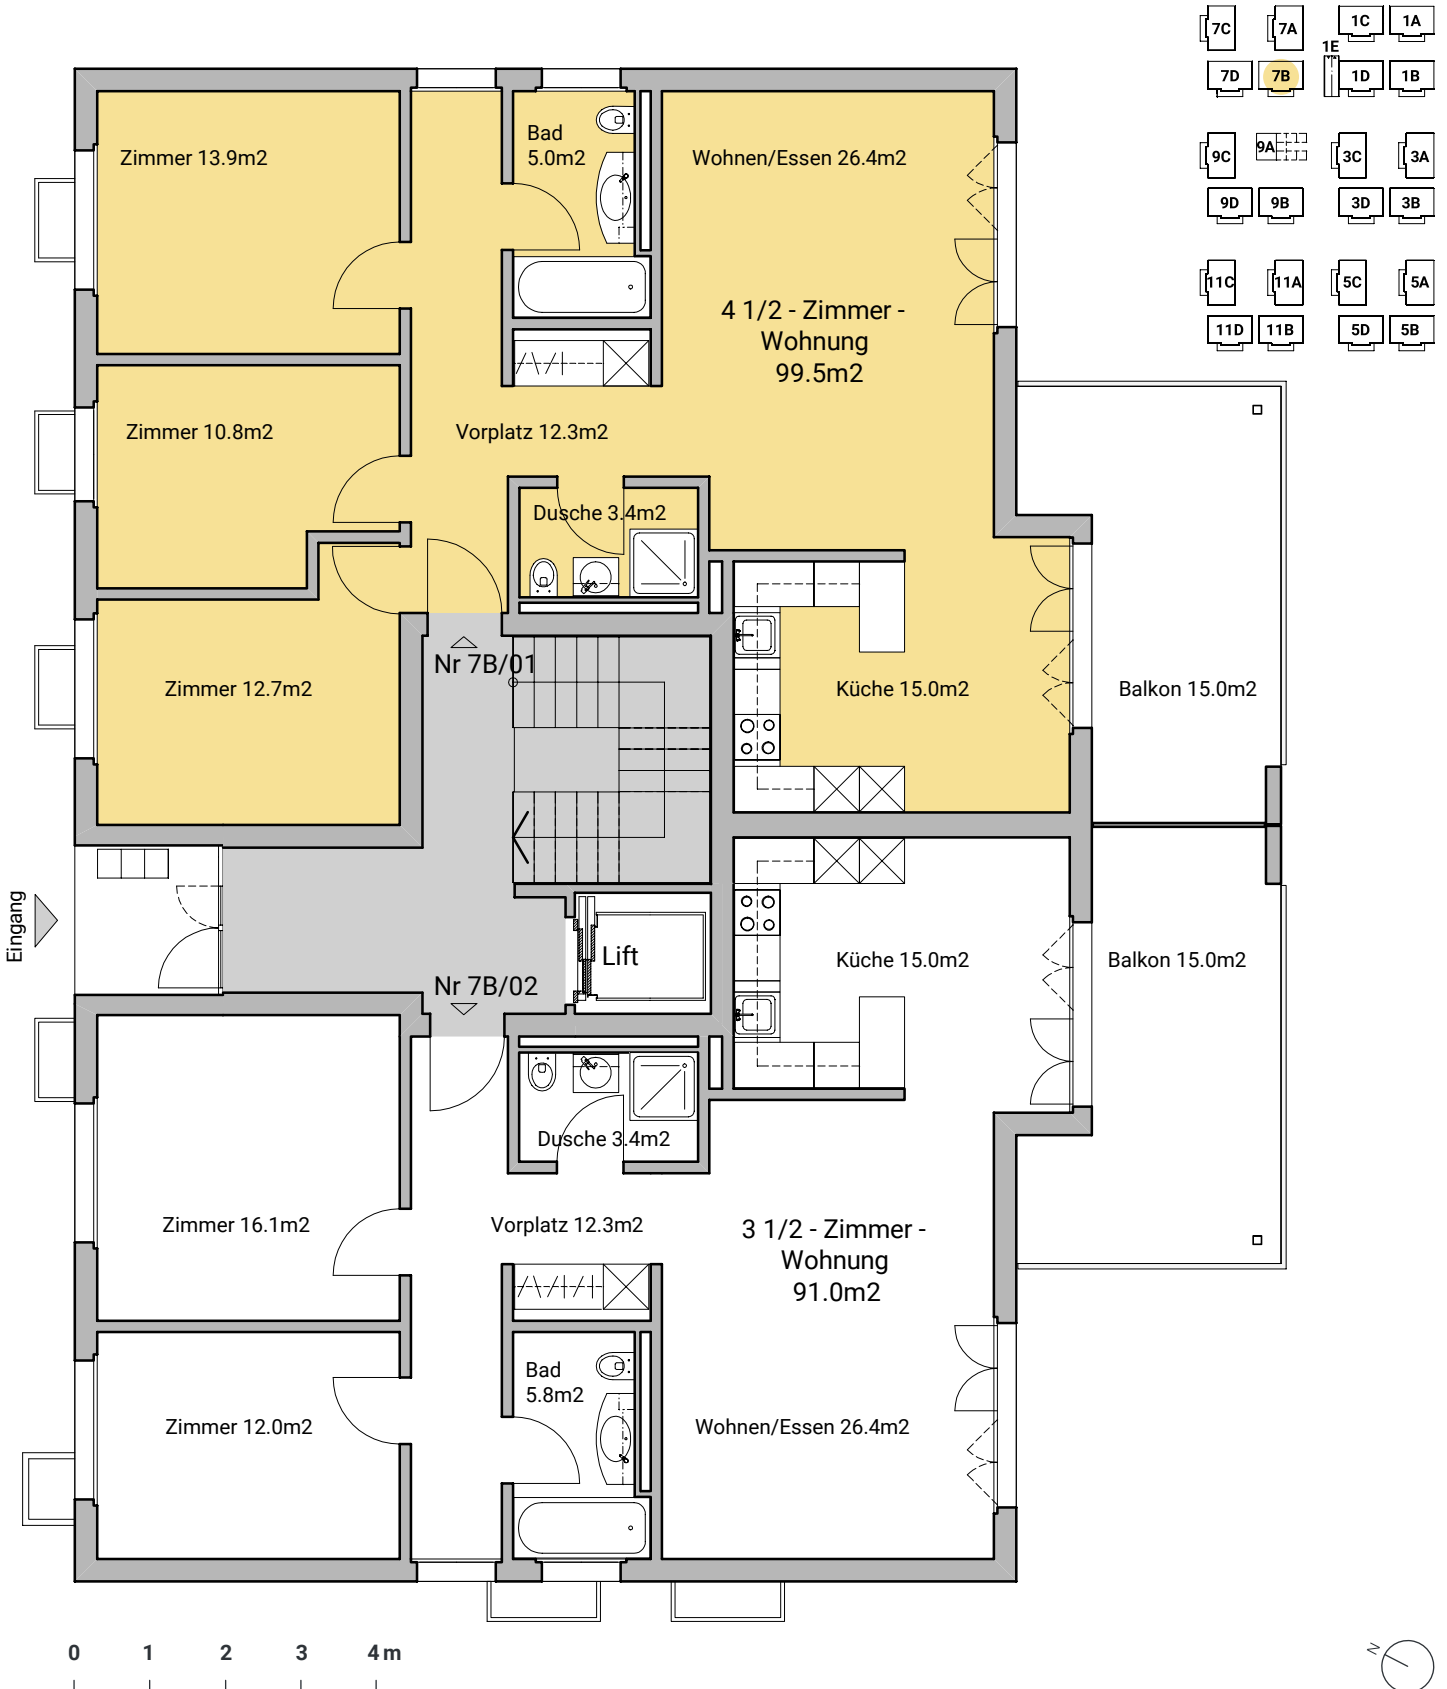 7C 7A 1C 1A
1E
7D 7B 1D 1B
9C 9A 3C 3A
9D 9B 3D 3B
11C 11A 5C 5A
11D 11B 5D 5B
Zimmer 13.9m2
Bad
5.0m2
Wohnen/Essen 26.4m2
4 1/2 - Zimmer -
Wohnung
99.5m2
Zimmer 10.8m2
Vorplatz 12.3m2
Dusche 3.4m2
Nr 7B/01
Zimmer 12.7m2
Küche 15.0m2
Balkon 15.0m2
Eingang
Lift
Nr 7B/02
Küche 15.0m2
Balkon 15.0m2
Dusche 3.4m2
Zimmer 16.1m2
Vorplatz 12.3m2
3 1/2 - Zimmer -
Wohnung
91.0m2
Bad
5.8m2
Zimmer 12.0m2
Wohnen/Essen 26.4m2
0 1 2 3 4 m
N